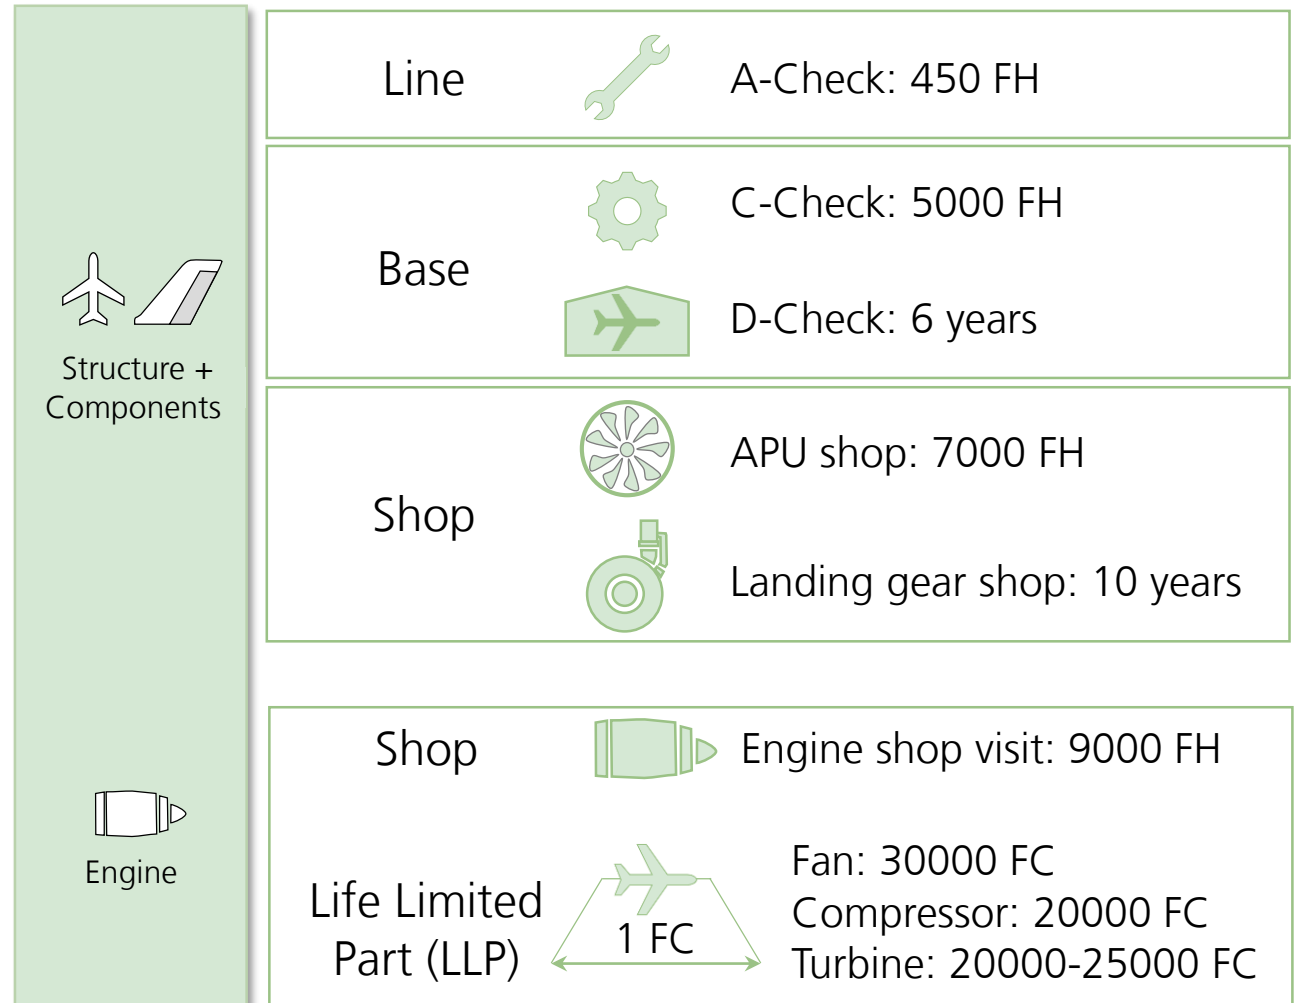 Line
A-Check: 450 FH
Base
C-Check: 5000 FH
D-Check: 6 years
Structure +
Components
Shop
APU shop: 7000 FH
Landing gear shop: 10 years
Engine
Shop
Engine shop visit: 9000 FH
Life Limited
Part (LLP)
1 FC
Fan: 30000 FC
Compressor: 20000 FC
Turbine: 20000-25000 FC